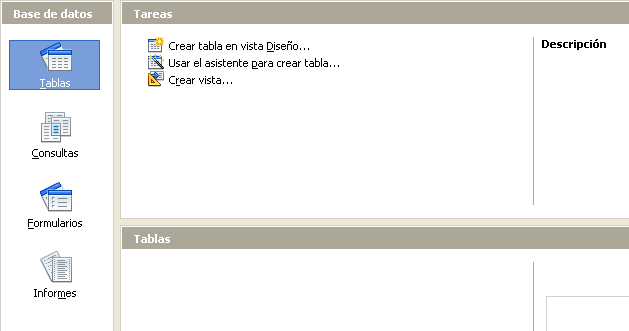 Base de datos
Tablas
Consultas
Formularios
Informes
Tareas
Crear tabla en vista Diseño...
Usar el asistente para crear tabla...
Crear vista...
Descripción
Tablas